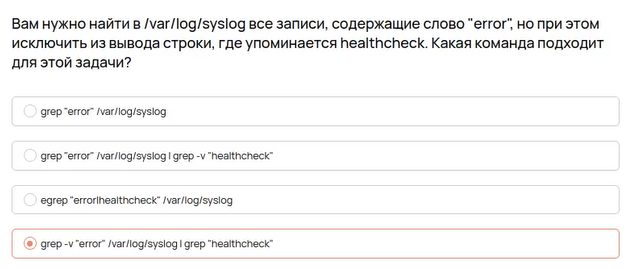 Вам нужно найти в /var/log/syslog все записи, содержащие слово "error", но при этом
исключить из вывода строки, где упоминается healthcheck. Какая команда подходит
для этой задачи?
grep "error" /var/log/syslog
grep "error" /var/log/syslog | grep -v "healthcheck"
egrep "error|healthcheck" /var/log/syslog
grep -v "error" /var/log/syslog | grep "healthcheck"